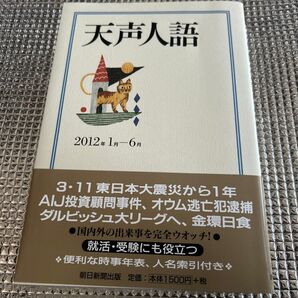 天声人語
2012年1月―6月
3・11東日本大震災から1年
AIJ投資顧問事件、オウム逃亡犯逮捕
ダルビッシュ大リーグへ、金環日食
●国内外の出来事を完全ウオッチ!●
就活・受験にも役立つ
◆便利な時事年表、人名索引付き◆
朝日新聞出版 定価:本体1500円+税